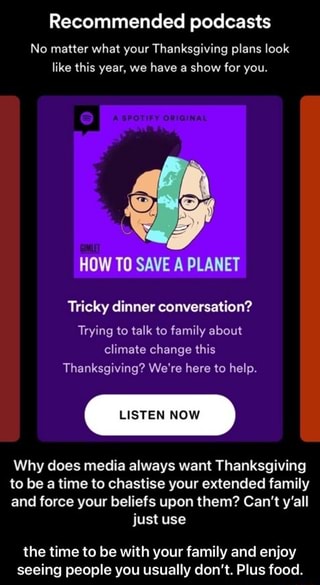 Recommended podcasts
No matter what your Thanksgiving plans look
like this year, we have a show for you.
A SPOTIFY ORIGINAL
GIMLET
HOW TO SAVE A PLANET
Tricky dinner conversation?
Trying to talk to family about
climate change this
Thanksgiving? We're here to help.
LISTEN NOW
Why does media always want Thanksgiving
to be a time to chastise your extended family
and force your beliefs upon them? Can't y'all
just use
the time to be with your family and enjoy
seeing people you usually don't. Plus food.